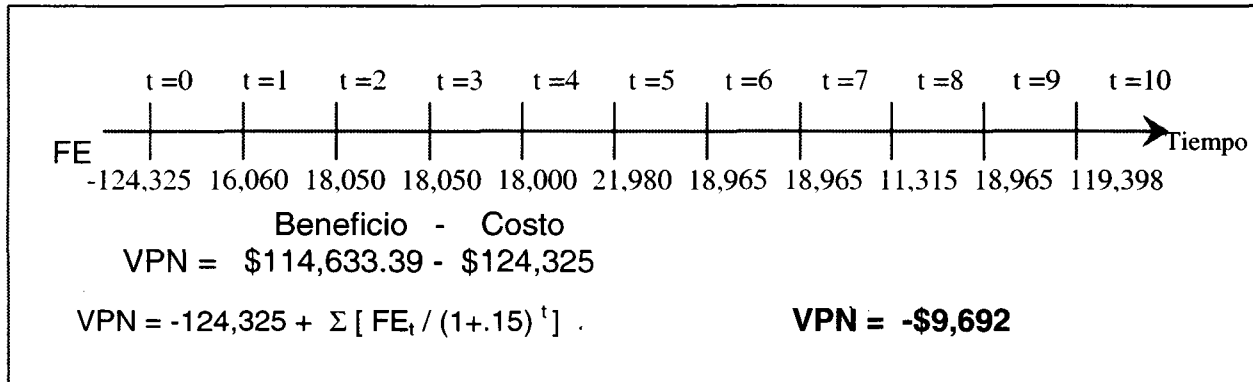 t =0 t =1 t =2 t =3 t =4 t =5 t =6 t =7 t =8 t =9 t =10
FE Tiempo
-124,325 16,060 18,050 18,050 18,000 21,980 18,965 18,965 11,315 18,965 119,398
Beneficio - Costo
VPN = $114,633.39 - $124,325
VPN = -124,325 + Σ [ FEt / (1+.15) t ] . VPN = -$9,692